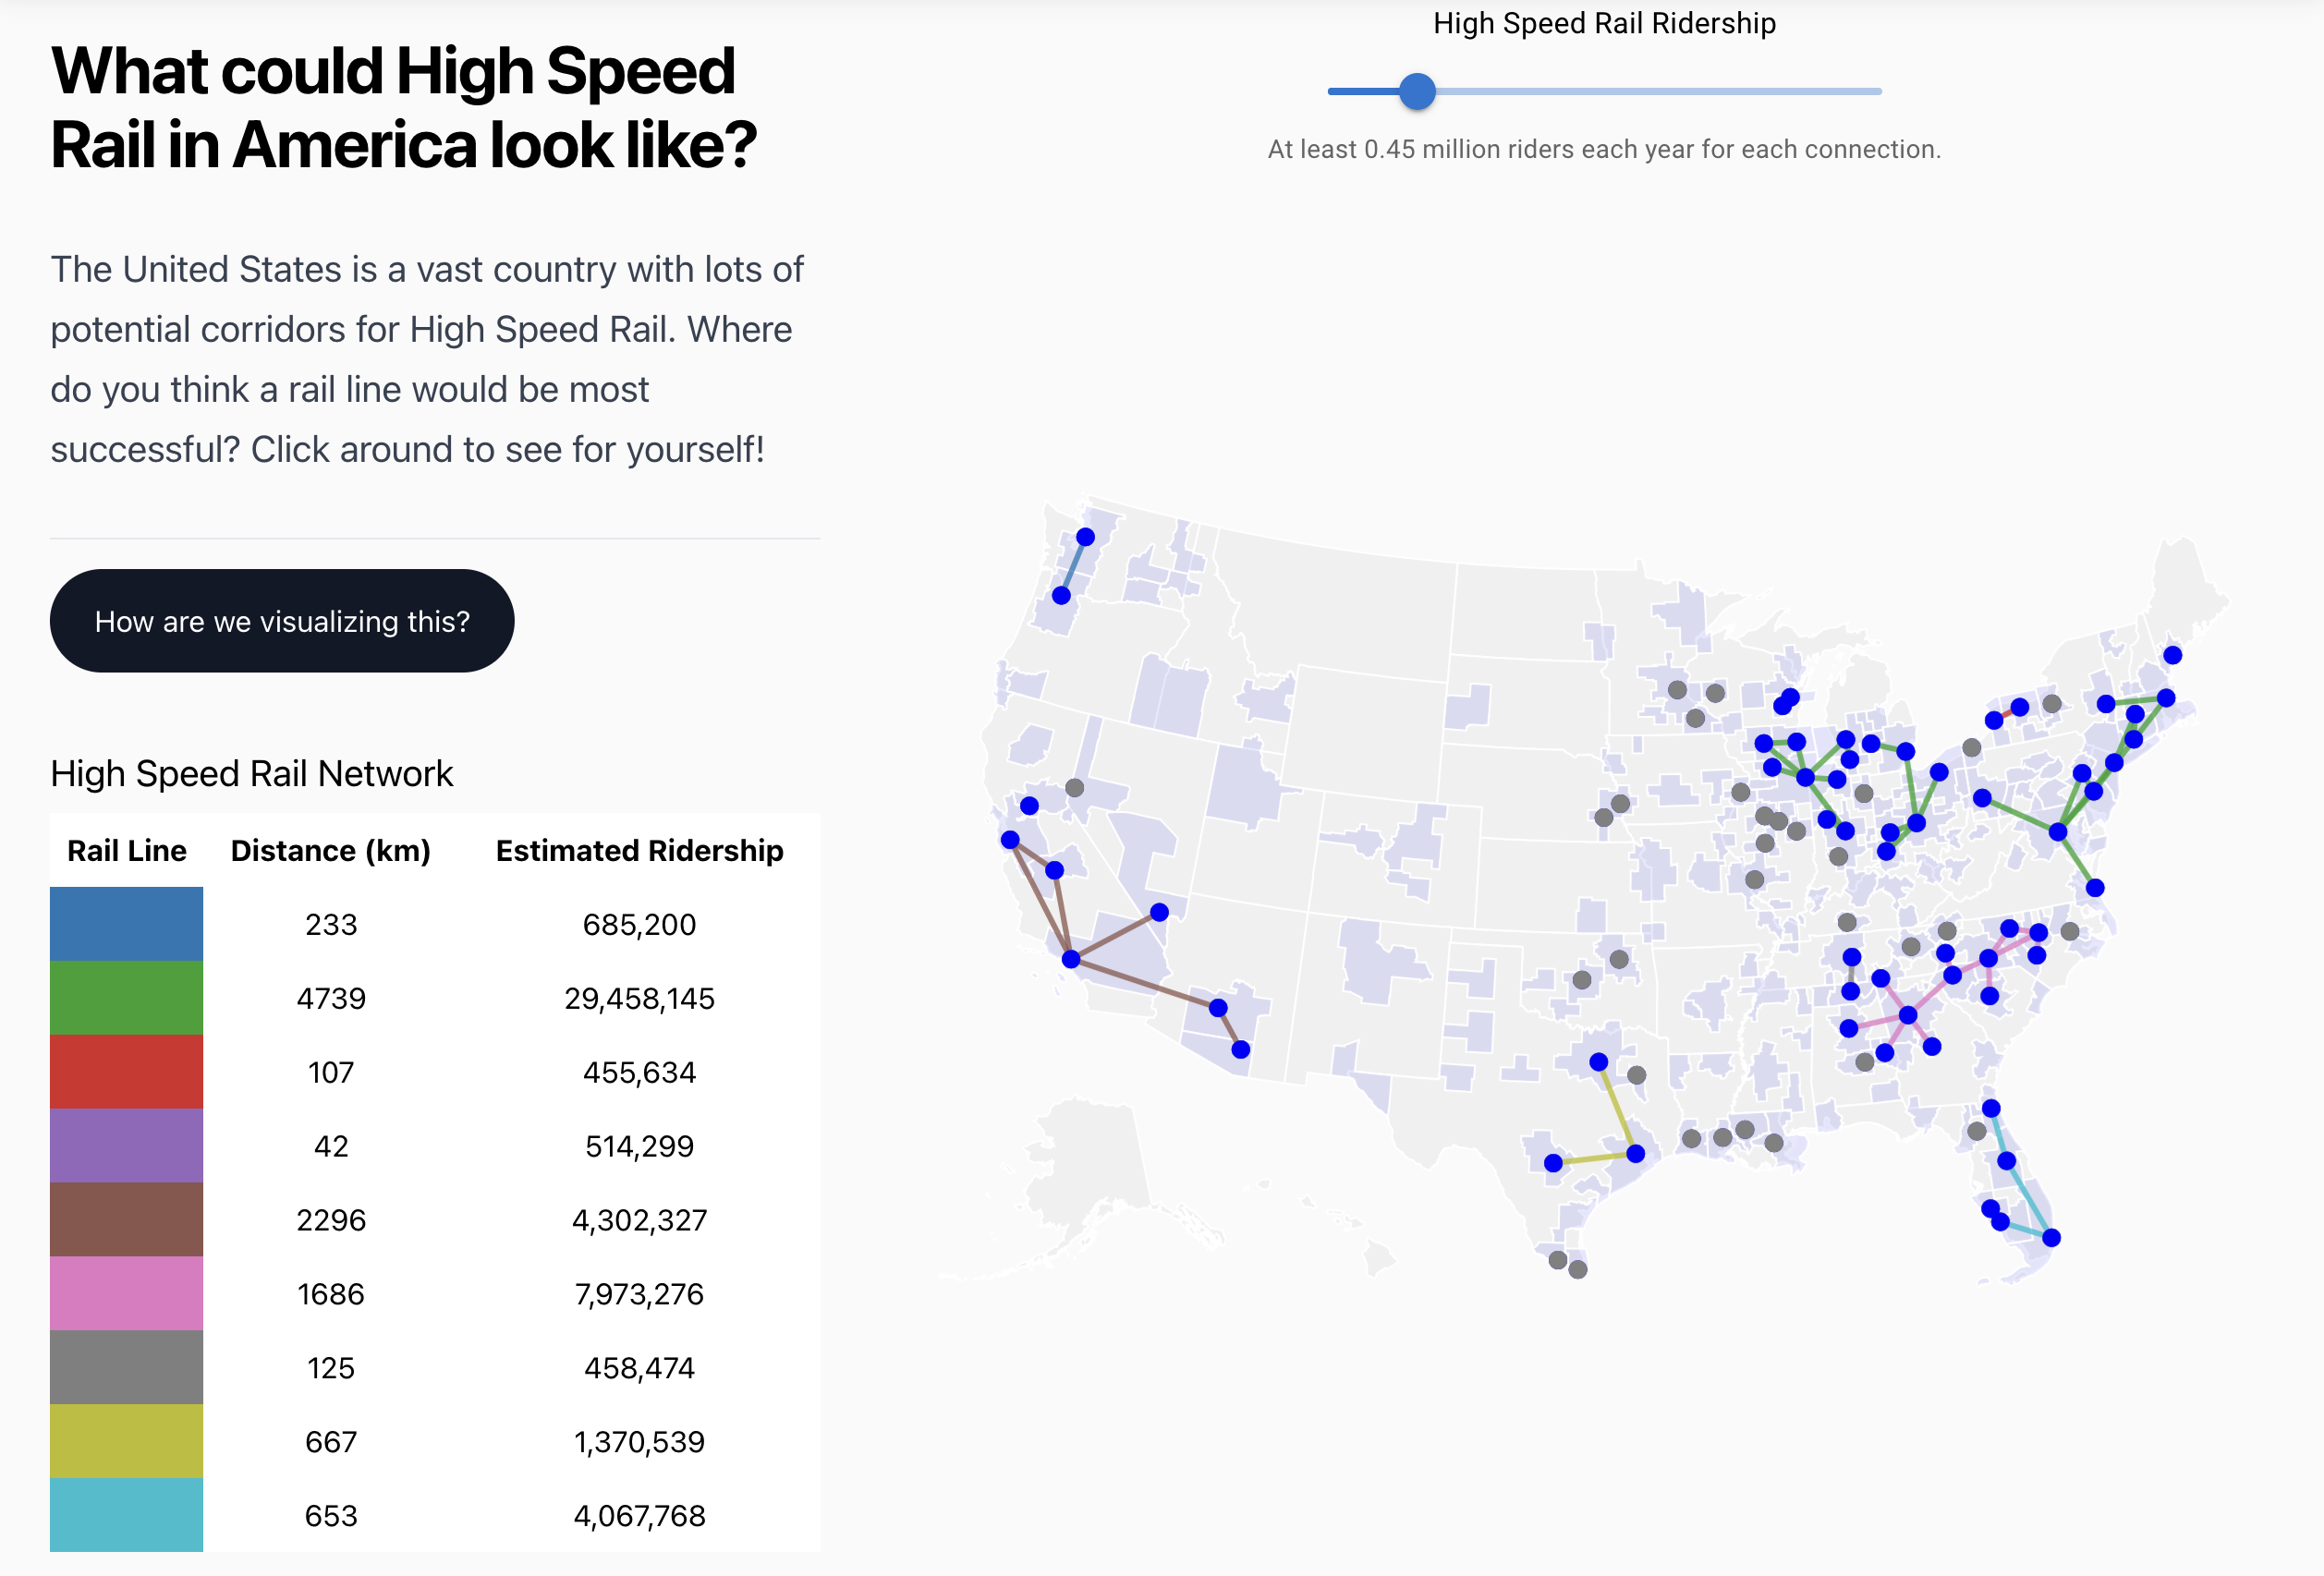 What could High Speed
Rail in America look like?
The United States is a vast country with lots of
potential corridors for High Speed Rail. Where
do you think a rail line would be most
successful? Click around to see for yourself!
How are we visualizing this?
High Speed Rail Network
Rail Line Distance (km) Estimated Ridership
233 685,200
4739 29,458,145
107 455,634
42 514,299
2296 4,302,327
1686 7,973,276
125 458,474
667 1,370,539
653 4,067,768
High Speed Rail Ridership
At least 0.45 million riders each year for each connection.